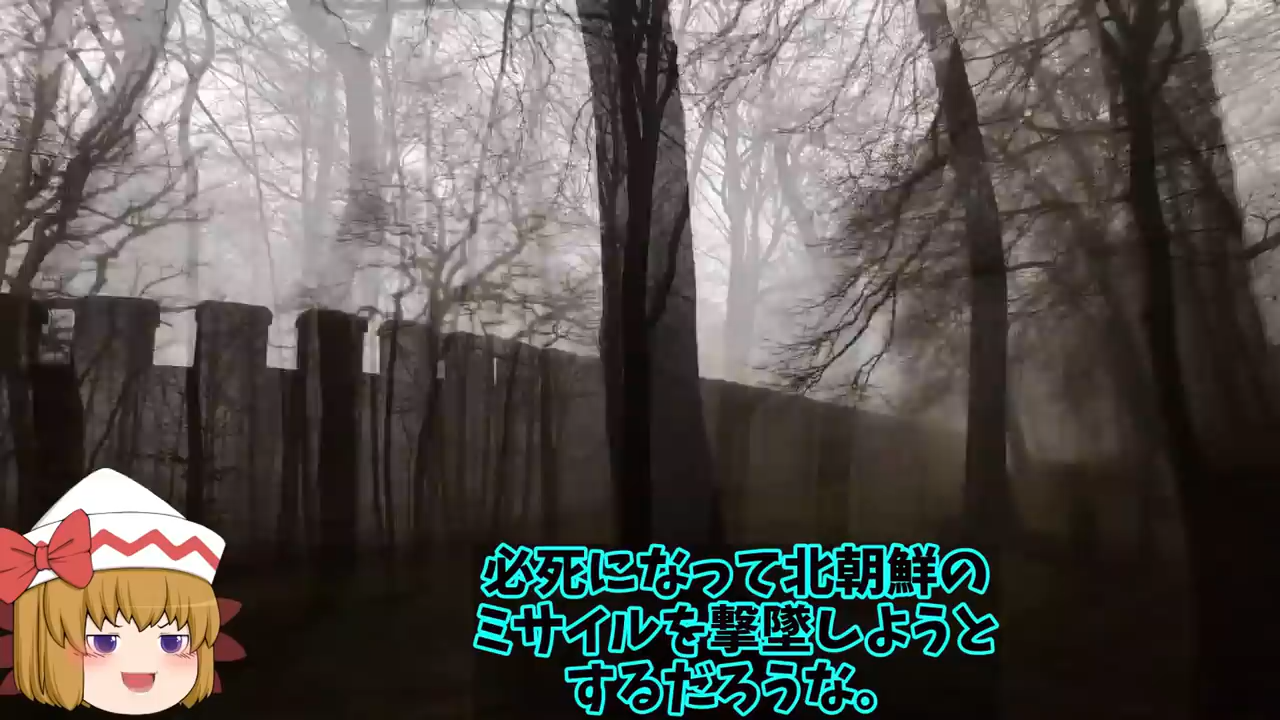 必死になって北朝鮮の
ミサイルを撃墜しようと
するだろうな。